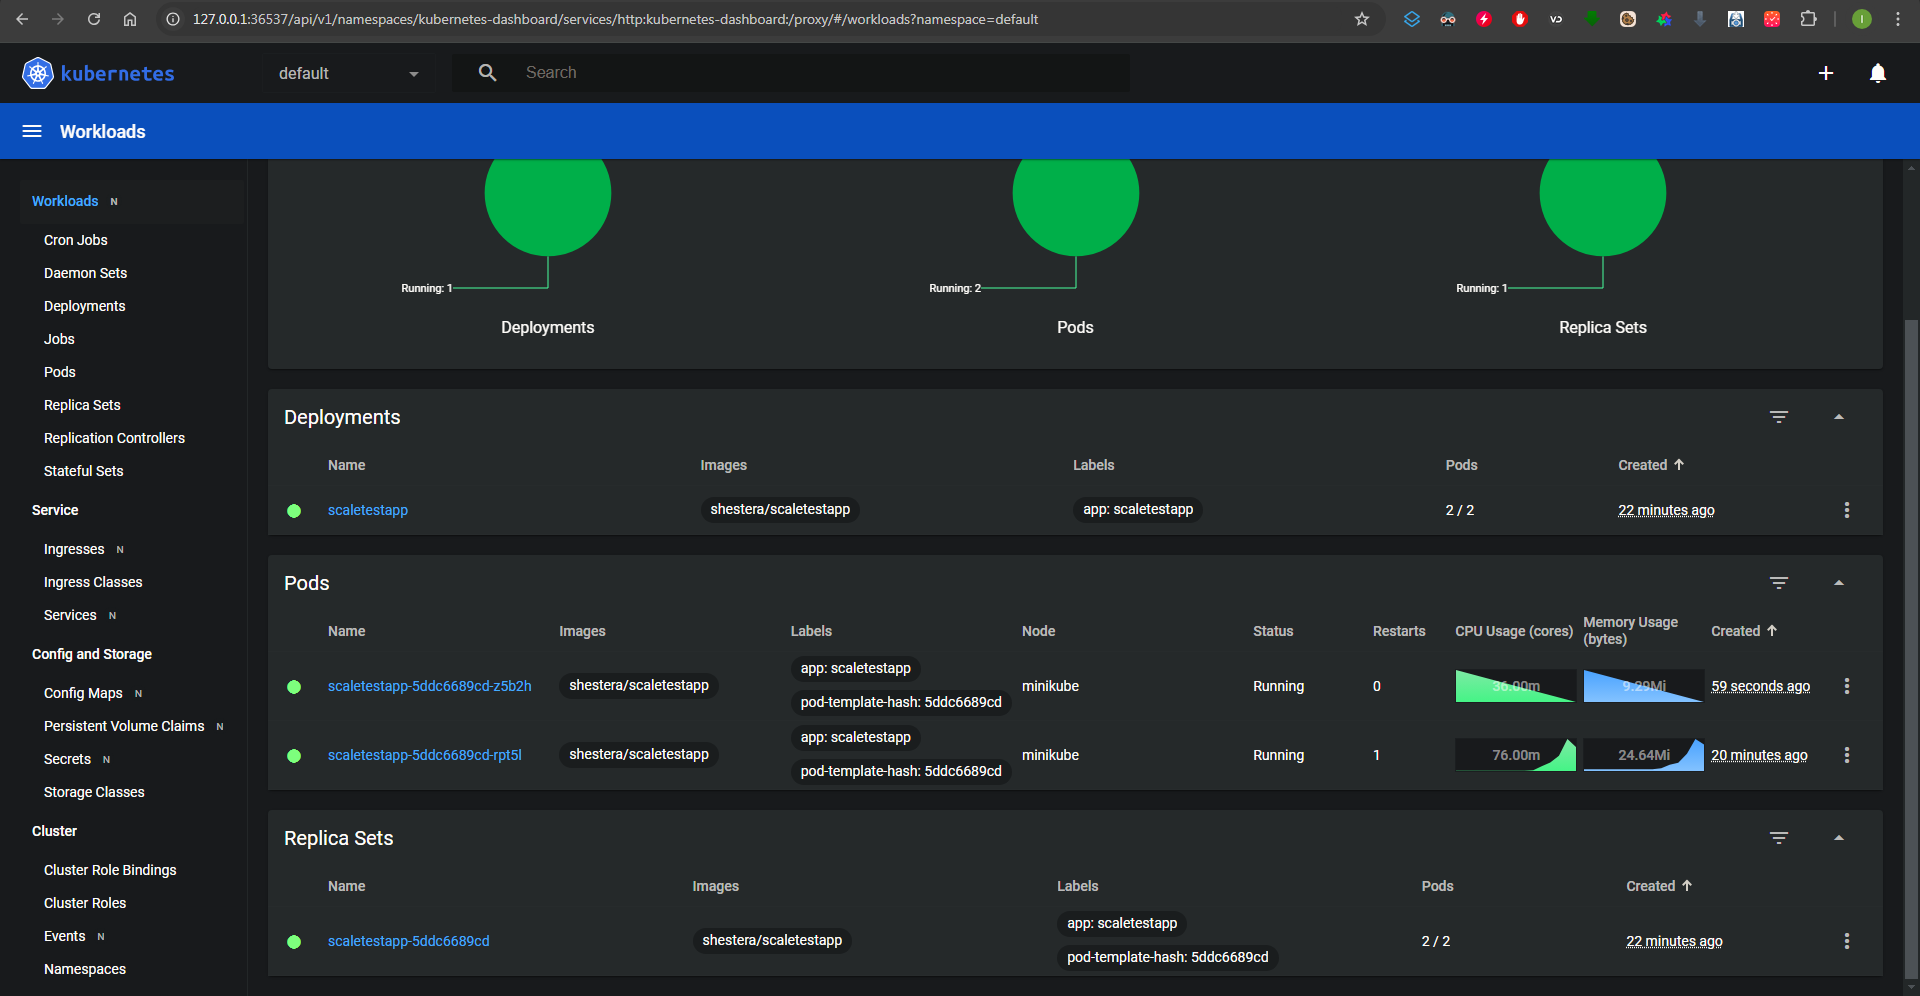 127.0.0.1:36537/api/v1/namespaces/kubernetes-dashboard/services/http:kubernetes-dashboard:/proxy/#/workloads?namespace=default
I
kubernetes
default
Search
Workloads
Workloads N
Cron Jobs
Daemon Sets
Deployments
Jobs
Pods
Replica Sets
Replication Controllers
Stateful Sets
Service
Ingresses N
Ingress Classes
Services N
Config and Storage
Config Maps N
Persistent Volume Claims N
Secrets N
Storage Classes
Cluster
Cluster Role Bindings
Cluster Roles
Events N
Namespaces
Running: 1
Deployments
Running: 2
Pods
Running: 1
Replica Sets
Deployments
Name Images Labels Pods Created
scaletestapp shestera/scaletestapp app: scaletestapp 2 / 2 22 minutes ago
Pods
Name Images Labels Node Status Restarts CPU Usage (cores) Memory Usage (bytes) Created
scaletestapp-5ddc6689cd-z5b2h shestera/scaletestapp app: scaletestapp pod-template-hash: 5ddc6689cd minikube Running 0 36.00m 9.29Mi 59 seconds ago
scaletestapp-5ddc6689cd-rpt5l shestera/scaletestapp app: scaletestapp pod-template-hash: 5ddc6689cd minikube Running 1 76.00m 24.64Mi 20 minutes ago
Replica Sets
Name Images Labels Pods Created
scaletestapp-5ddc6689cd shestera/scaletestapp app: scaletestapp pod-template-hash: 5ddc6689cd 2 / 2 22 minutes ago